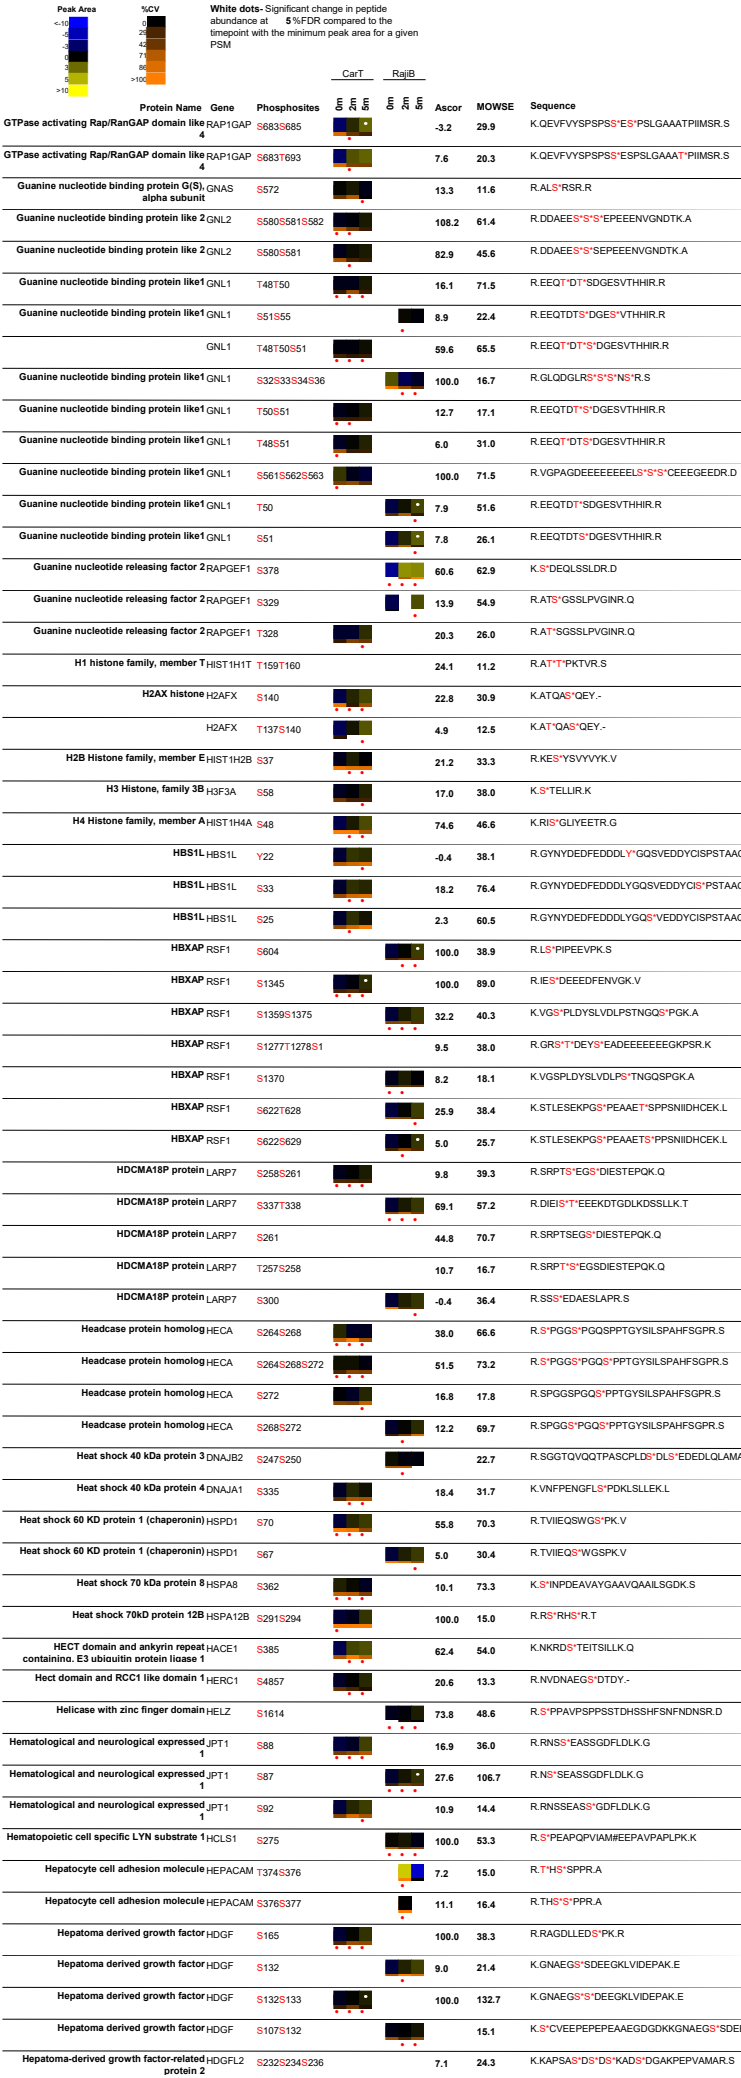 Peak Area %CV White dots- Significant change in peptide
abundance at 5 %FDR compared to the
timepoint with the minimum peak area for a given
PSM
<-10 0
-5 29
-3 42
0 71
3 86
5 >100
>10
CarT RajiB
Protein Name Gene Phosphosites 0m 2m 5m 0m 2m 5m Ascor MOWSE Sequence
GTPase activating Rap/RanGAP domain like 4 RAP1GAP S683S685 -3.2 29.9 K.QEVFVYSPSPSS*ES*PSLGAAATPIIMSR.S
GTPase activating Rap/RanGAP domain like 4 RAP1GAP S683T693 7.6 20.3 K.QEVFVYSPSPSS*ESPSLGAAAT*PIIMSR.S
Guanine nucleotide binding protein G(S), alpha subunit GNAS S572 13.3 11.6 R.ALS*RSR.R
Guanine nucleotide binding protein like 2 GNL2 S580S581S582 108.2 61.4 R.DDAEES*S*S*EPEEENVGNDTK.A
Guanine nucleotide binding protein like 2 GNL2 S580S581 82.9 45.6 R.DDAEES*S*SEPEEENVGNDTK.A
Guanine nucleotide binding protein like1 GNL1 T48T50 16.1 71.5 R.EEQT*DT*SDGESVTHHIR.R
Guanine nucleotide binding protein like1 GNL1 S51S55 8.9 22.4 R.EEQTDTS*DGES*VTHHIR.R
GNL1 T48T50S51 59.6 65.5 R.EEQT*DT*S*DGESVTHHIR.R
Guanine nucleotide binding protein like1 GNL1 S32S33S34S36 100.0 16.7 R.GLQDGLRS*S*S*NS*R.S
Guanine nucleotide binding protein like1 GNL1 T50S51 12.7 17.1 R.EEQTDT*S*DGESVTHHIR.R
Guanine nucleotide binding protein like1 GNL1 T48S51 6.0 31.0 R.EEQT*DTS*DGESVTHHIR.R
Guanine nucleotide binding protein like1 GNL1 S561S562S563 100.0 71.5 R.VGPAGDEEEEEEEELS*S*S*CEEEGEEDR.D
Guanine nucleotide binding protein like1 GNL1 T50 7.9 51.6 R.EEQTDT*SDGESVTHHIR.R
Guanine nucleotide binding protein like1 GNL1 S51 7.8 26.1 R.EEQTDTS*DGESVTHHIR.R
Guanine nucleotide releasing factor 2 RAPGEF1 S378 60.6 62.9 K.S*DEQLSSLDR.D
Guanine nucleotide releasing factor 2 RAPGEF1 S329 13.9 54.9 R.ATS*GSSLPVGINR.Q
Guanine nucleotide releasing factor 2 RAPGEF1 T328 20.3 26.0 R.AT*SGSSLPVGINR.Q
H1 histone family, member T HIST1H1T T159T160 24.1 11.2 R.AT*T*PKTVR.S
H2AX histone H2AFX S140 22.8 30.9 K.ATQAS*QEY.-
H2AFX T137S140 4.9 12.5 K.AT*QAS*QEY.-
H2B Histone family, member E HIST1H2B S37 21.2 33.3 R.KES*YSVYVYK.V
H3 Histone, family 3B H3F3A S58 17.0 38.0 K.S*TELLIR.K
H4 Histone family, member A HIST1H4A S48 74.6 46.6 K.RIS*GLIYEETR.G
HBS1L HBS1L Y22 -0.4 38.1 R.GYNYDEDFEDDDLY*GQSVEDDYCISPSTAAQ
HBS1L HBS1L S33 18.2 76.4 R.GYNYDEDFEDDDLYGQSVEDDYCIS*PSTAAQ
HBS1L HBS1L S25 2.3 60.5 R.GYNYDEDFEDDDLYGQS*VEDDYCISPSTAAQ
HBXAP RSF1 S604 100.0 38.9 R.LS*PIPEEVPK.S
HBXAP RSF1 S1345 100.0 89.0 R.IES*DEEEDFENVGK.V
HBXAP RSF1 S1359S1375 32.2 40.3 K.VGS*PLDYSLVDLPSTNGQS*PGK.A
HBXAP RSF1 S1277T1278S1 9.5 38.0 R.GRS*T*DEYS*EADEEEEEEEGKPSR.K
HBXAP RSF1 S1370 8.2 18.1 K.VGSPLDYSLVDLPS*TNGQSPGK.A
HBXAP RSF1 S622T628 25.9 38.4 K.STLESEKPGS*PEAAET*SPPSNIIDHCEK.L
HBXAP RSF1 S622S629 5.0 25.7 K.STLESEKPGS*PEAAETS*PPSNIIDHCEK.L
HDCMA18P protein LARP7 S258S261 9.8 39.3 R.SRPTS*EGS*DIESTEPQK.Q
HDCMA18P protein LARP7 S337T338 69.1 57.2 R.DIEIS*T*EEEKDTGDLKDSSLLK.T
HDCMA18P protein LARP7 S261 44.8 70.7 R.SRPTSEGS*DIESTEPQK.Q
HDCMA18P protein LARP7 T257S258 10.7 16.7 R.SRPT*S*EGSDIESTEPQK.Q
HDCMA18P protein LARP7 S300 -0.4 36.4 R.SSS*EDAESLAPR.S
Headcase protein homolog HECA S264S268 38.0 66.6 R.S*PGGS*PGQSPPTGYSILSPAHFSGPR.S
Headcase protein homolog HECA S264S268S272 51.5 73.2 R.S*PGGS*PGQS*PPTGYSILSPAHFSGPR.S
Headcase protein homolog HECA S272 16.8 17.8 R.SPGGSPGQS*PPTGYSILSPAHFSGPR.S
Headcase protein homolog HECA S268S272 12.2 69.7 R.SPGGS*PGQS*PPTGYSILSPAHFSGPR.S
Heat shock 40 kDa protein 3 DNAJB2 S247S250 22.7 R.SGGTQVQQTPASCPLDS*DLS*EDEDLQLAMA
Heat shock 40 kDa protein 4 DNAJA1 S335 18.4 31.7 K.VNFPENGFLS*PDKLSLLEK.L
Heat shock 60 KD protein 1 (chaperonin) HSPD1 S70 55.8 70.3 R.TVIIEQSWGS*PK.V
Heat shock 60 KD protein 1 (chaperonin) HSPD1 S67 5.0 30.4 R.TVIIEQS*WGSPK.V
Heat shock 70 kDa protein 8 HSPA8 S362 10.1 73.3 K.S*INPDEAVAYGAAVQAAILSGDK.S
Heat shock 70kD protein 12B HSPA12B S291S294 100.0 15.0 R.RS*RHS*R.T
HECT domain and ankyrin repeat containing, E3 ubiquitin protein ligase 1 HACE1 S385 62.4 54.0 K.NKRDS*TEITSILLK.Q
Hect domain and RCC1 like domain 1 HERC1 S4857 20.6 13.3 R.NVDNAEGS*DTDY.-
Helicase with zinc finger domain HELZ S1614 73.8 48.6 R.S*PPAVPSPPSSTDHSSHFSNFNDNSR.D
Hematological and neurological expressed 1 JPT1 S88 16.9 36.0 R.RNSS*EASSGDFLDLK.G
Hematological and neurological expressed 1 JPT1 S87 27.6 106.7 R.NS*SEASSGDFLDLK.G
Hematological and neurological expressed 1 JPT1 S92 10.9 14.4 R.RNSSEASS*GDFLDLK.G
Hematopoietic cell specific LYN substrate 1 HCLS1 S275 100.0 53.3 R.S*PEAPQPVIAM#EEPAVPAPLPK.K
Hepatocyte cell adhesion molecule HEPACAM T374S376 7.2 15.0 R.T*HS*SPPR.A
Hepatocyte cell adhesion molecule HEPACAM S376S377 11.1 16.4 R.THS*S*PPR.A
Hepatoma derived growth factor HDGF S165 100.0 38.3 R.RAGDLLEDS*PK.R
Hepatoma derived growth factor HDGF S132 9.0 21.4 K.GNAEGS*SDEEGKLVIDEPAK.E
Hepatoma derived growth factor HDGF S132S133 100.0 132.7 K.GNAEGS*S*DEEGKLVIDEPAK.E
Hepatoma derived growth factor HDGF S107S132 15.1 K.S*CVEEPEPEPEAAEGDGDKKGNAEGS*SDEE
Hepatoma-derived growth factor-related protein 2 HDGFL2 S232S234S236 7.1 24.3 K.KAPSAS*DS*DS*KADS*DGAKPEPVAMAR.S